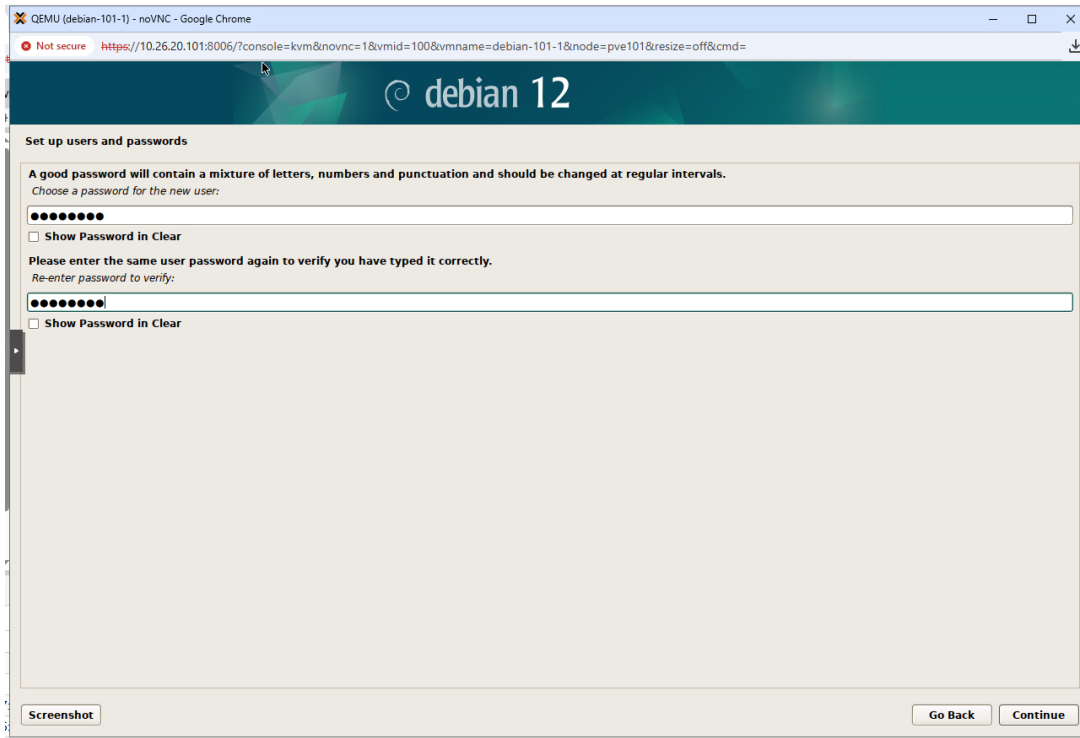 QEMU (debian-101-1) - noVNC - Google Chrome
Not secure https://10.26.20.101:8006/?console=kvm&novnc=1&vmid=100&vmname=debian-101-1&node=pve101&resize=off&cmd=
debian 12
Set up users and passwords
A good password will contain a mixture of letters, numbers and punctuation and should be changed at regular intervals.
Choose a password for the new user:
●●●●●●●●
Show Password in Clear
Please enter the same user password again to verify you have typed it correctly.
Re-enter password to verify:
●●●●●●●●
Show Password in Clear
Screenshot Go Back Continue